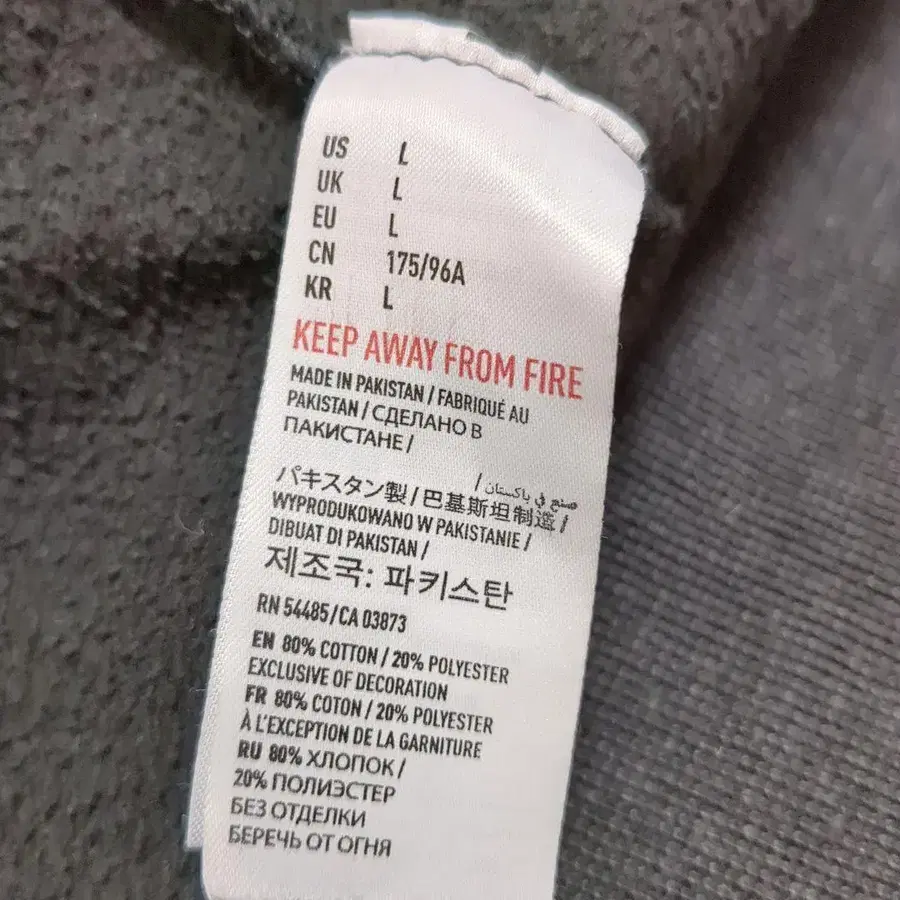 US L
UK L
EU L
CN 175/96A
KR L
KEEP AWAY FROM FIRE
MADE IN PAKISTAN / FABRIQUÉ AU
PAKISTAN / СДЕЛАНО В
ПАКИСТАНЕ /
صنع في باكستان /
パキスタン製 / 巴基斯坦制造 /
WYPRODUKOWANO W PAKISTANIE /
DIBUAT DI PAKISTAN /
제조국: 파키스탄
RN 54485/CA 03873
EN 80% COTTON / 20% POLYESTER
EXCLUSIVE OF DECORATION
FR 80% COTON / 20% POLYESTER
À L'EXCEPTION DE LA GARNITURE
RU 80% ХЛОПОК /
20% ПОЛИЭСТЕР
БЕЗ ОТДЕЛКИ
БЕРЕЧЬ ОТ ОГНЯ